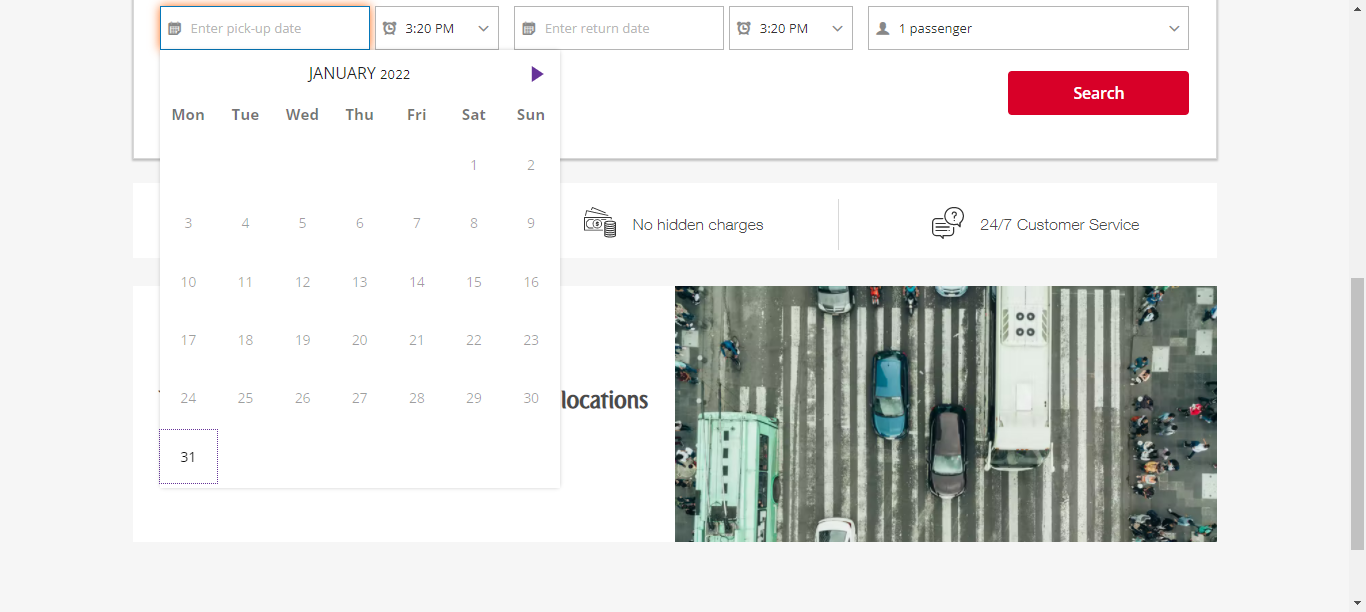 Enter pick-up date 3:20 PM Enter return date 3:20 PM 1 passenger
JANUARY 2022
Search
Mon Tue Wed Thu Fri Sat Sun
1 2
3 4 5 6 7 8 9
No hidden charges 24/7 Customer Service
10 11 12 13 14 15 16
17 18 19 20 21 22 23
24 25 26 27 28 29 30
locations
31